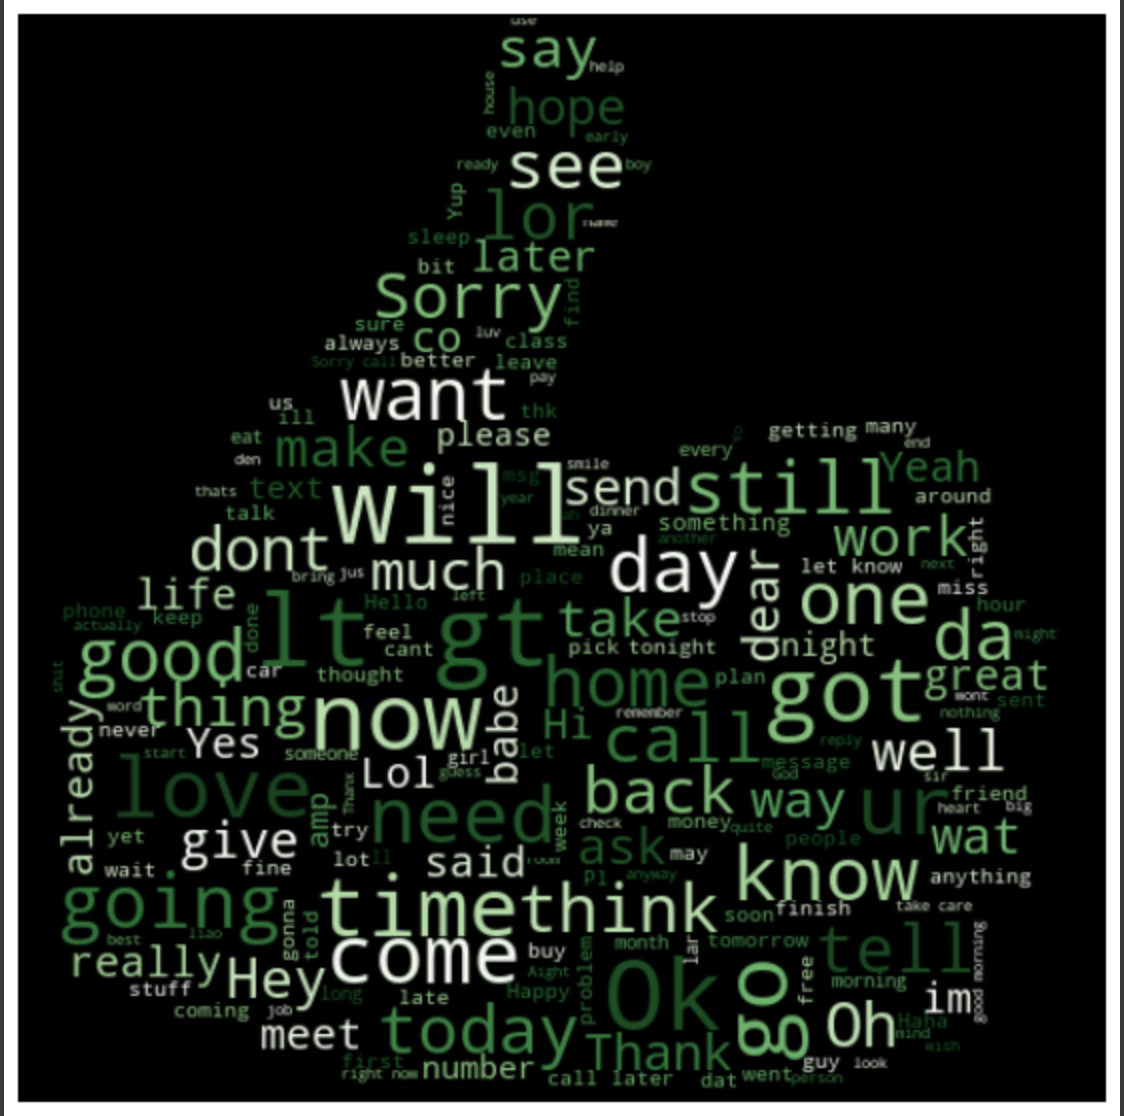 use
say
help
house
hope
even
early
ready
see
boy
Yup
lor
sleep
later
bit
Sorry
find
sure
co
luv
always
class
Sorry call
better
leave
want
pay
us
ill
thk
eat
make
please
getting
many
every
Yo
end
den
smile
Yeah
thats
text
will
nice
msg
year
send
still
around
talk
ah
dinner
ya
something
work
right
dont
mean
another
day
dear
let know
next
bring
jus
much
place
miss
life
lt
Hello
left
gt
take
stop
one
hour
phone
keep
actually
done
feel
cant
pick
tonight
night
da
might
good
car
thought
home
plan
got
great
shit
word
thing
now
babe
Hi
remember
wont
sent
nothing
already
never
Yes
start
someone
Lol
girl
guess
let
call
reply
message
well
God
sir
love
amp
Thanx
need
week
back
way
ur
friend
heart
big
yet
give
try
check
money
quite
people
wat
wait
fine
lot
ll
said
room
ask
may
pl
anyway
know
anything
going
time
think
soon
finish
take care
best
liao
gonna
told
really
Hey
come
buy
month
lar
tomorrow
tell
good morning
stuff
long
Aight
Happy
problem
Ok
go
free
morning
im
coming
job
late
meet
today
Thank
Oh
Haha
mind
wish
first
right now
number
call later
dat
went
person
guy
look